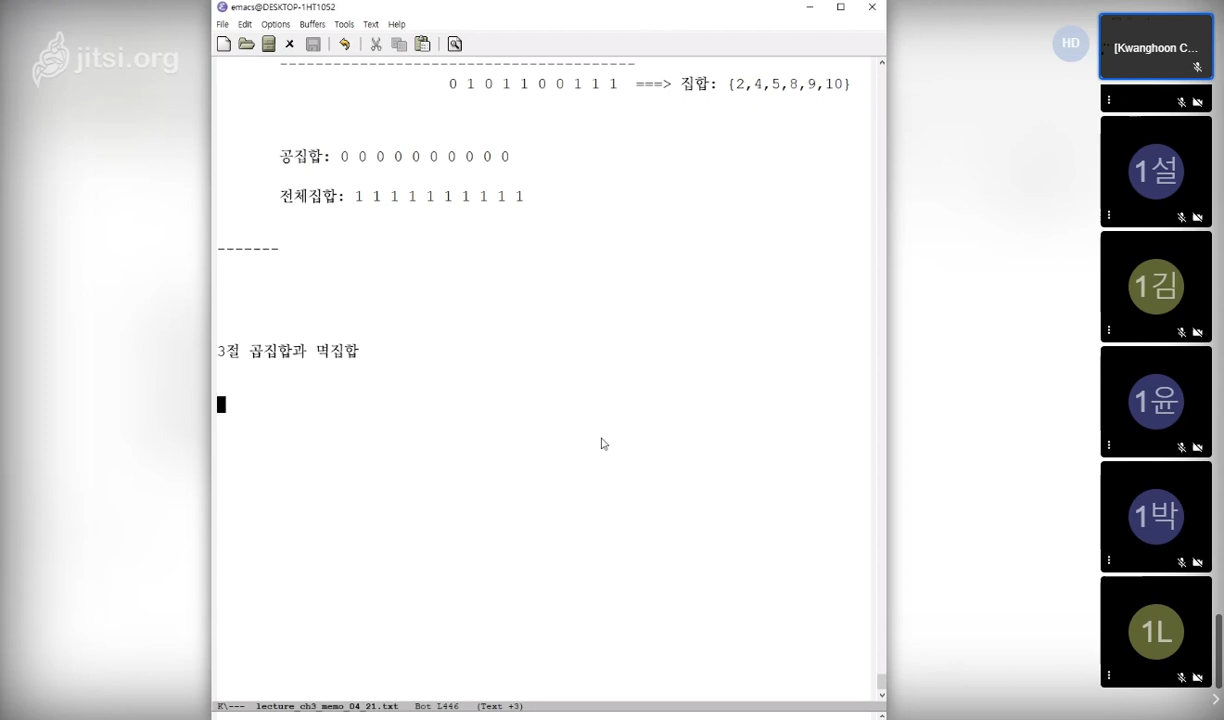 jitsi.org
emacs@DESKTOP-1HT1052
File Edit Options Buffers Tools Text Help
------------------------------------
0 1 0 1 1 0 0 1 1 1 ===> 집합: {2,4,5,8,9,10}
공집합: 0 0 0 0 0 0 0 0 0 0
전체집합: 1 1 1 1 1 1 1 1 1 1
-------
3절 곱집합과 멱집합
K\--- lecture_ch3_memo_04_21.txt Bot L446 (Text +3)
HD
[Kwanghoon C...
1설
1김
1윤
1박
1L